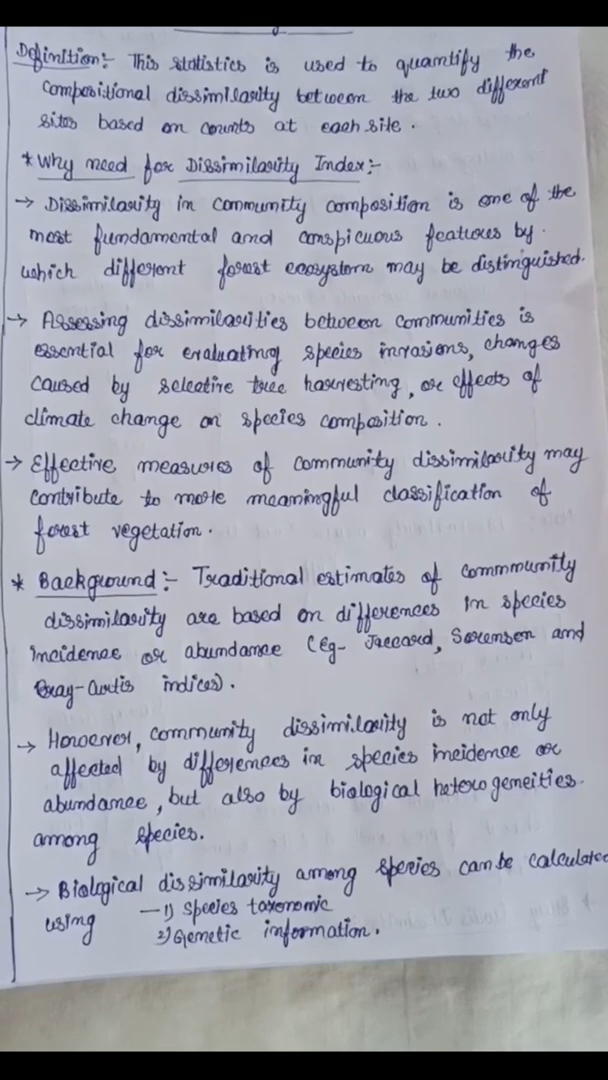 Definition:- This statistics is used to quantify the
compositional dissimilarity between the two different
sites based on counts at each site.
* Why need for Dissimilarity Index:-
→ Dissimilarity in community composition is one of the
most fundamental and conspicuous features by
which different forest ecosystem may be distinguished.
→ Assessing dissimilarities between communities is
essential for evaluating species invasions, changes
caused by selective tree harvesting, or effects of
climate change on species composition.
→ Effective measures of community dissimilarity may
contribute to more meaningful classification of
forest vegetation.
* Background:- Traditional estimates of commmunity
dissimilarity are based on differences in species
incidence or abundance (Eg- Jaccard, Sorensen and
Bray-Curtis indices).
→ However, community dissimilarity is not only
affected by differences in species incidence or
abundance, but also by biological heterogeneities
among species.
→ Biological dissimilarity among species can be calculated
using — 1) Species taxonomic
2) Genetic information.